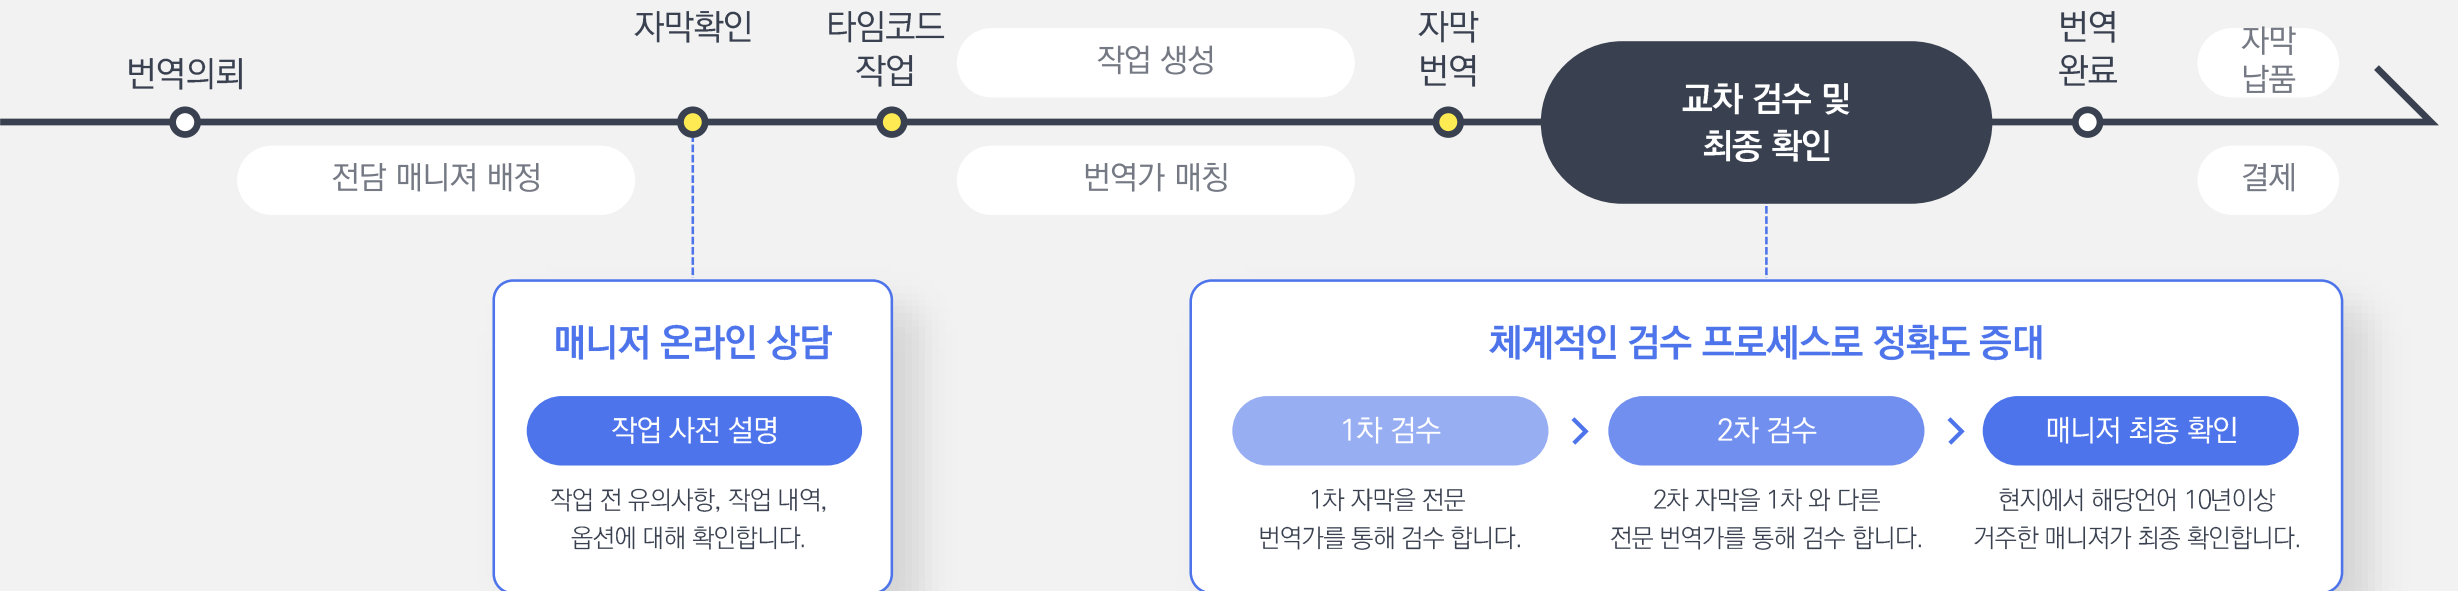 번역의뢰
전담 매니져 배정
자막확인
타임코드
작업
작업 생성
번역가 매칭
자막
번역
교차 검수 및
최종 확인
번역
완료
자막
납품
결제
매니저 온라인 상담
작업 사전 설명
작업 전 유의사항, 작업 내역,
옵션에 대해 확인합니다.
체계적인 검수 프로세스로 정확도 증대
1차 검수
1차 자막을 전문
번역가를 통해 검수 합니다.
2차 검수
2차 자막을 1차 와 다른
전문 번역가를 통해 검수 합니다.
매니저 최종 확인
현지에서 해당언어 10년이상
거주한 매니져가 최종 확인합니다.